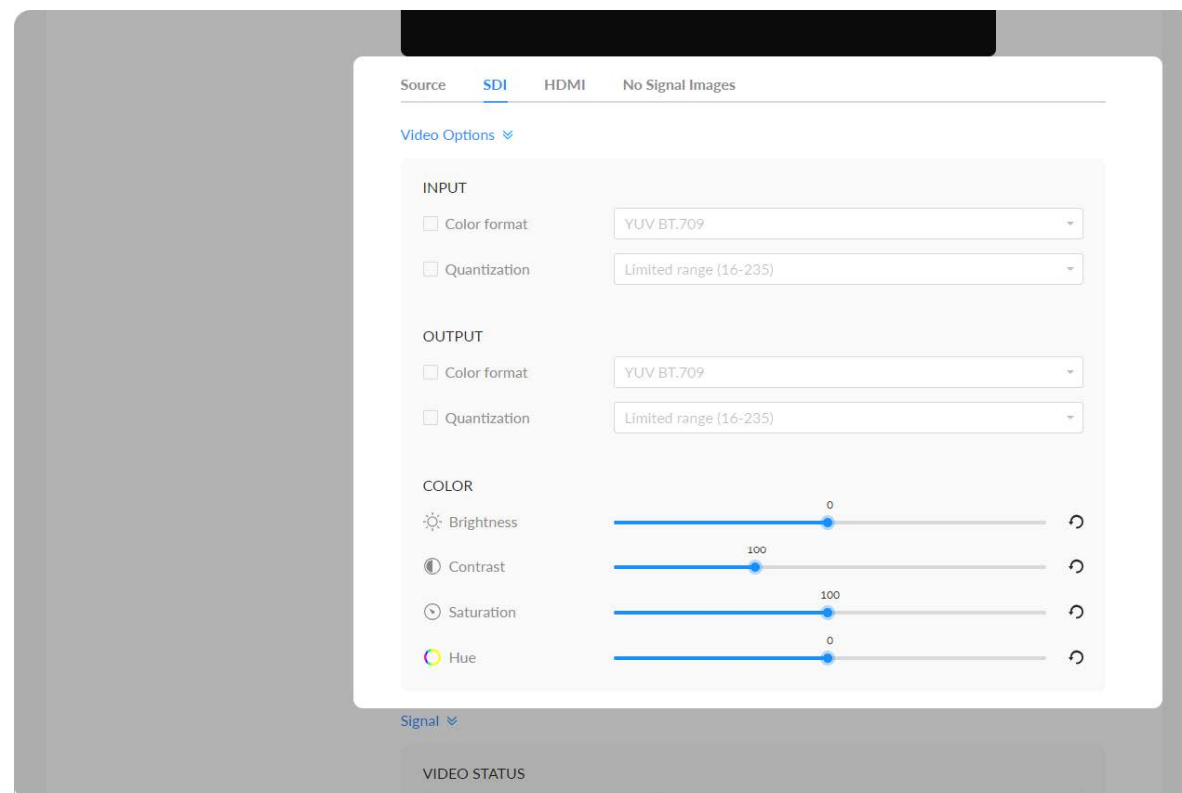 Source SDI HDMI No Signal Images
Video Options
INPUT
Color format YUV BT.709
Quantization Limited range (16-235)
OUTPUT
Color format YUV BT.709
Quantization Limited range (16-235)
COLOR
0
Brightness
100
Contrast
100
Saturation
0
Hue
Signal
VIDEO STATUS